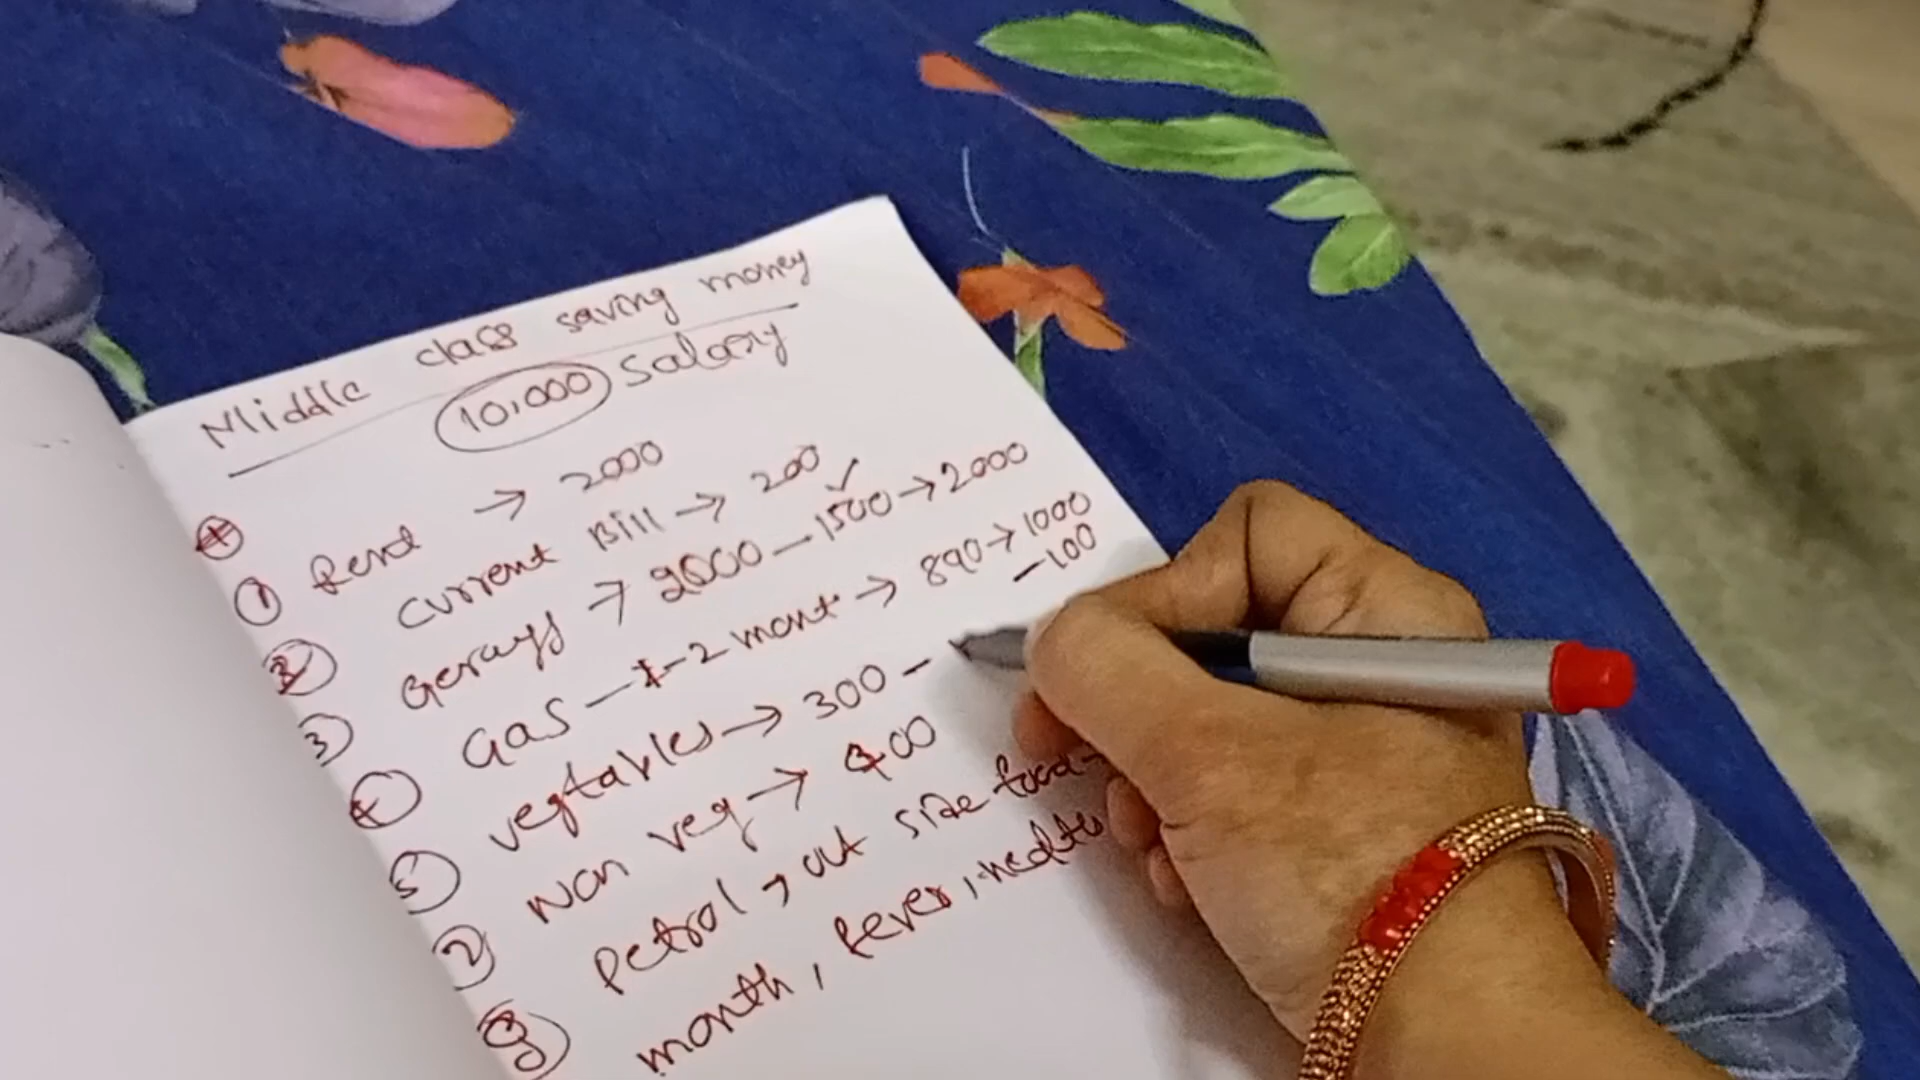 Middle class saving money
10,000 salary
① Rent → 2000
② current Bill → 200
③ Gerays → 2000 — 1500 → 2000
④ Gas — 1-2 mont → 890 → 1000
— 100
⑤ vegtables → 300 —
⑦ Non veg → 400
⑧ Petrol → out side food
month, fever, health